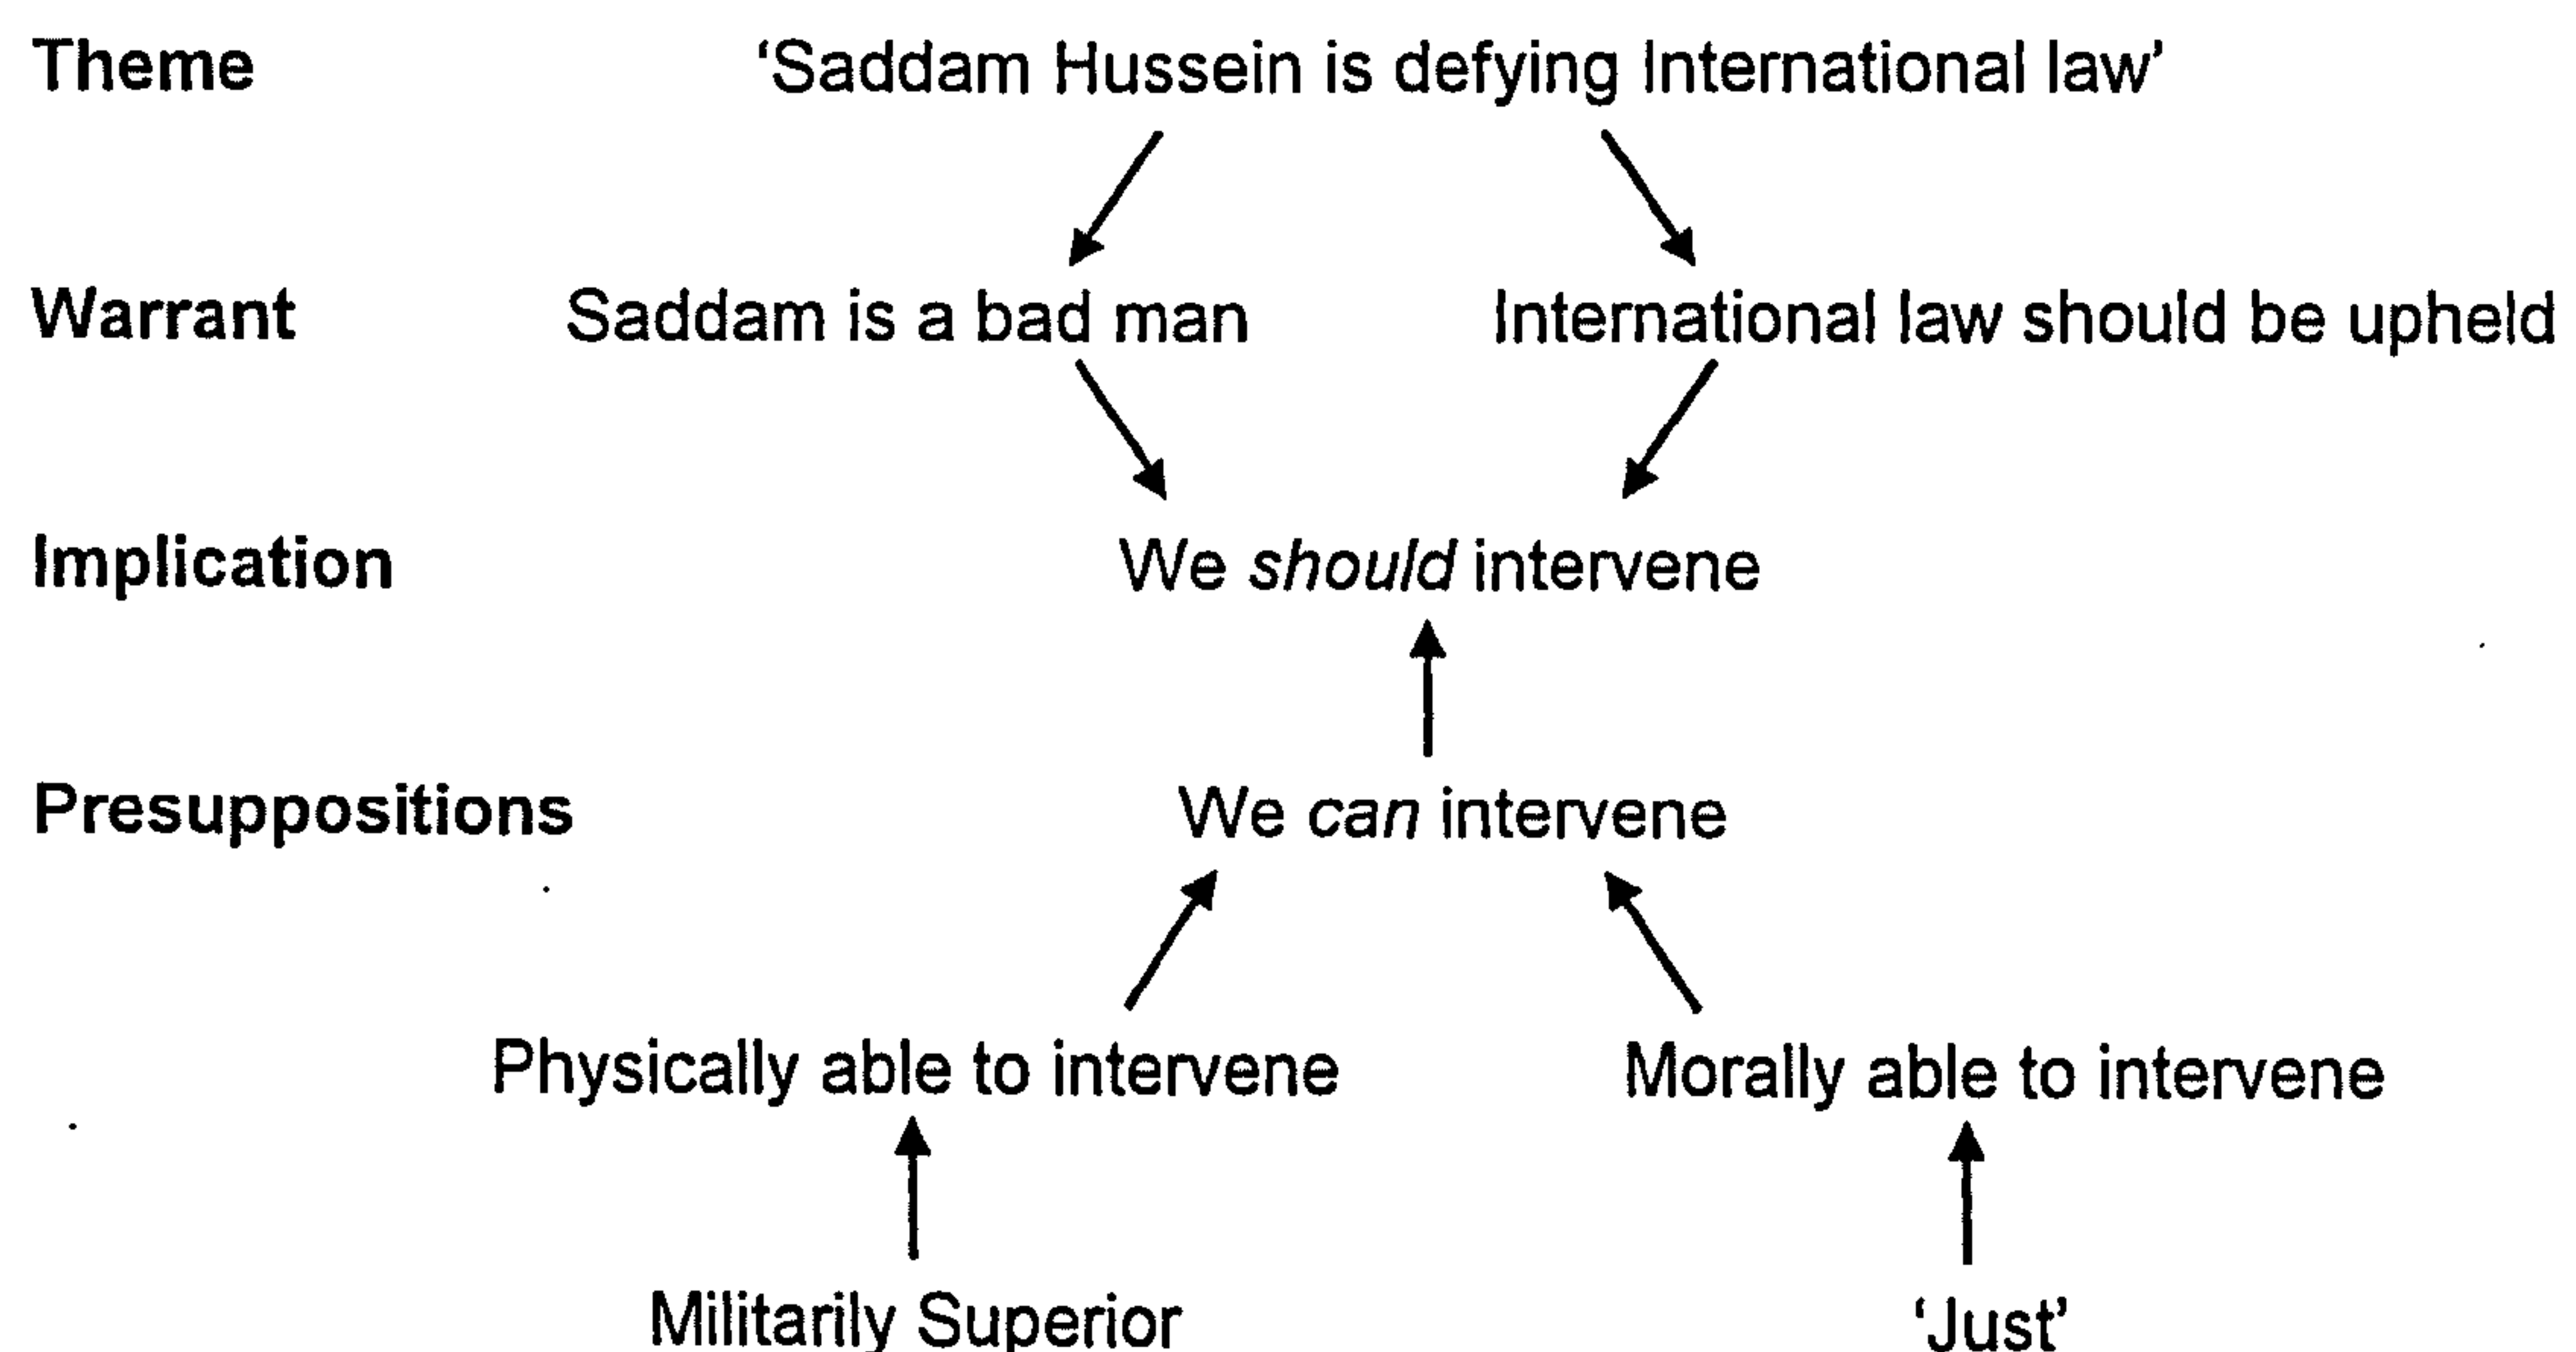 Theme 'Saddam Hussein is defying International law'
Warrant Saddam is a bad man International law should be upheld
Implication We should intervene
Presuppositions We can intervene
Physically able to intervene Morally able to intervene
Militarily Superior 'Just'